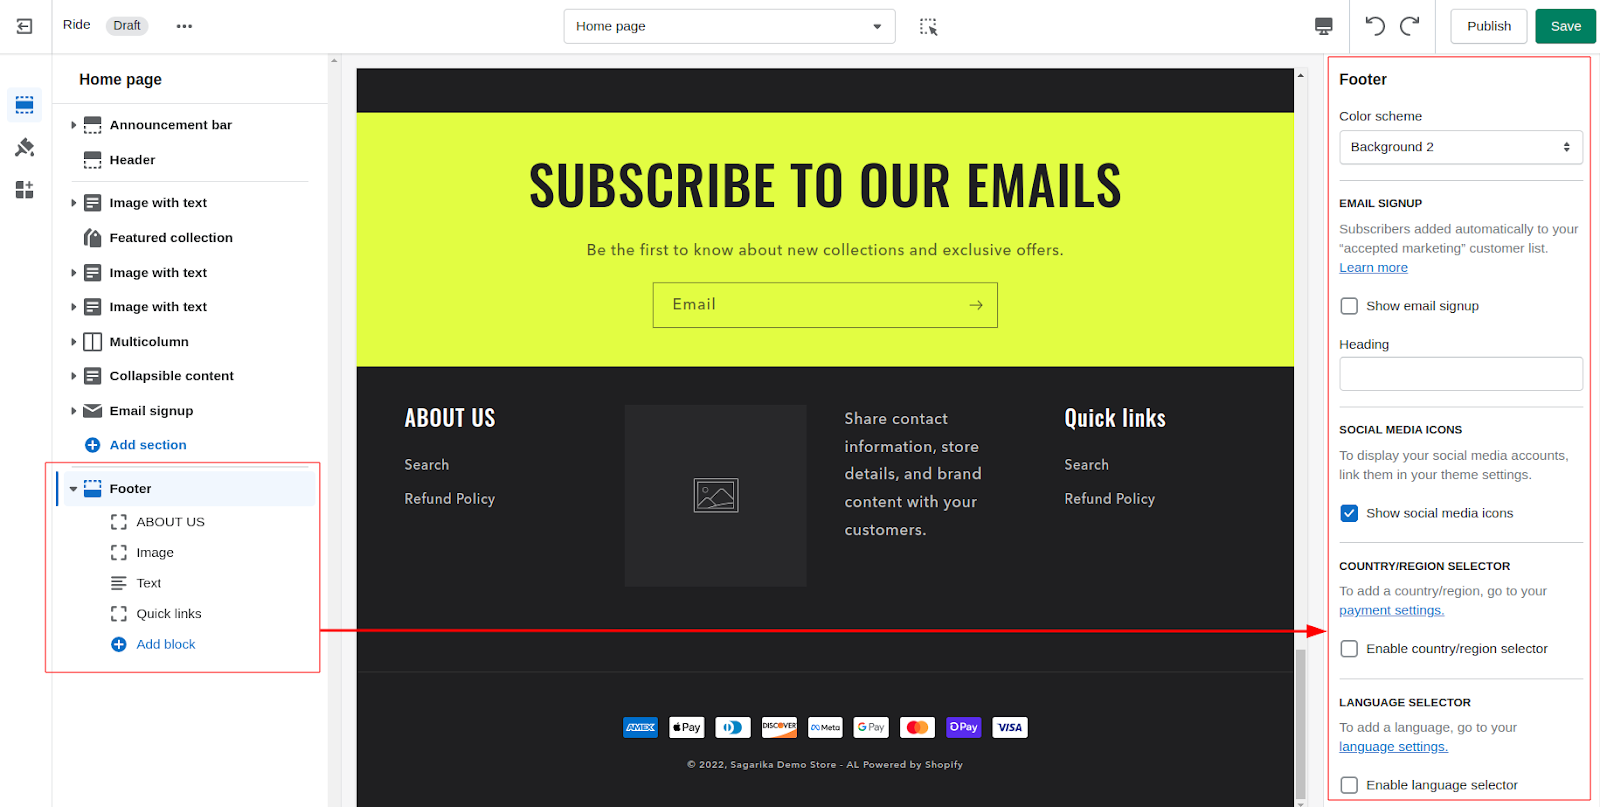 Ride
Draft
Home page
Publish
Save
Home page
Announcement bar
Header
Image with text
Featured collection
Image with text
Image with text
Multicolumn
Collapsible content
Email signup
Add section
Footer
ABOUT US
Image
Text
Quick links
Add block
SUBSCRIBE TO OUR EMAILS
Be the first to know about new collections and exclusive offers.
Email
ABOUT US
Search
Refund Policy
Share contact
information, store
details, and brand
content with your
customers.
Quick links
Search
Refund Policy
AMEX
Pay
DISCOVER
Meta
G Pay
Pay
VISA
© 2022, Sagarika Demo Store - AL Powered by Shopify
Footer
Color scheme
Background 2
EMAIL SIGNUP
Subscribers added automatically to your
“accepted marketing” customer list.
Learn more
Show email signup
Heading
SOCIAL MEDIA ICONS
To display your social media accounts,
link them in your theme settings.
Show social media icons
COUNTRY/REGION SELECTOR
To add a country/region, go to your
payment settings.
Enable country/region selector
LANGUAGE SELECTOR
To add a language, go to your
language settings.
Enable language selector